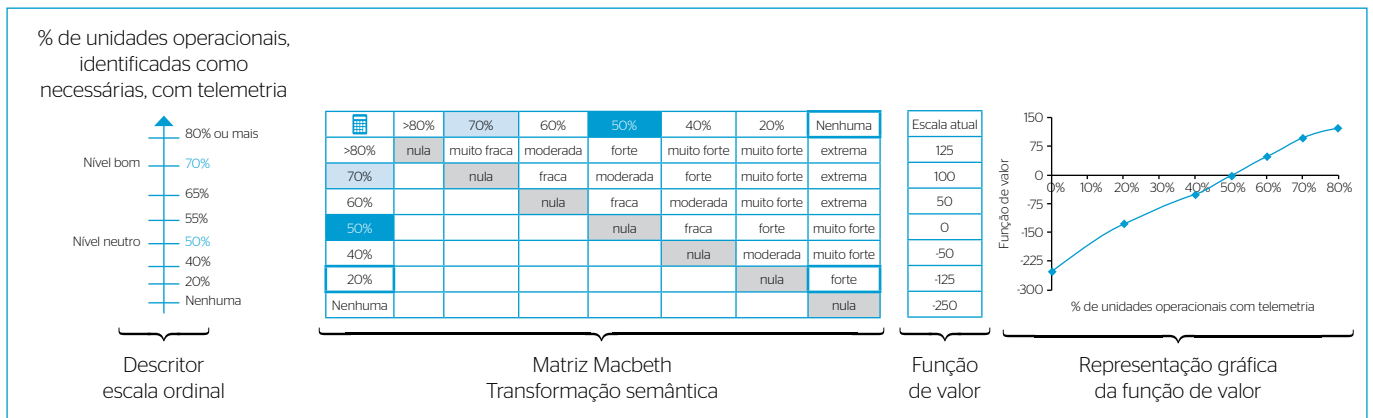 % de unidades operacionais,
identificadas como
necessárias, com telemetria
80% ou mais
Nível bom 70%
65%
55%
Nível neutro 50%
40%
20%
Nenhuma
Descritor
escala ordinal
>80% 70% 60% 50% 40% 20% Nenhuma
>80% nula muito fraca moderada forte muito forte muito forte extrema
70% nula fraca moderada forte muito forte extrema
60% nula fraca moderada muito forte extrema
50% nula fraca forte muito forte
40% nula moderada muito forte
20% nula forte
Nenhuma nula
Matriz Macbeth
Transformação semântica
Escala atual
125
100
50
0
-50
-125
-250
Função
de valor
Função de valor
150
75
0
-75
-150
-225
-300
0% 10% 20% 30% 40% 50% 60% 70% 80%
% de unidades operacionais com telemetria
Representação gráfica
da função de valor